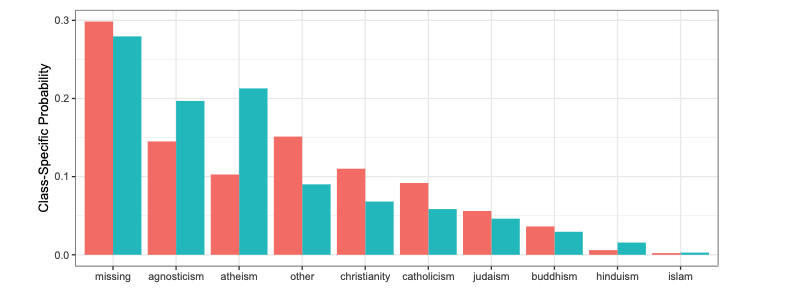 Class-Specific Probability
0.3
0.2
0.1
0.0
missing agnosticism atheism other christianity catholicism judaism buddhism hinduism islam